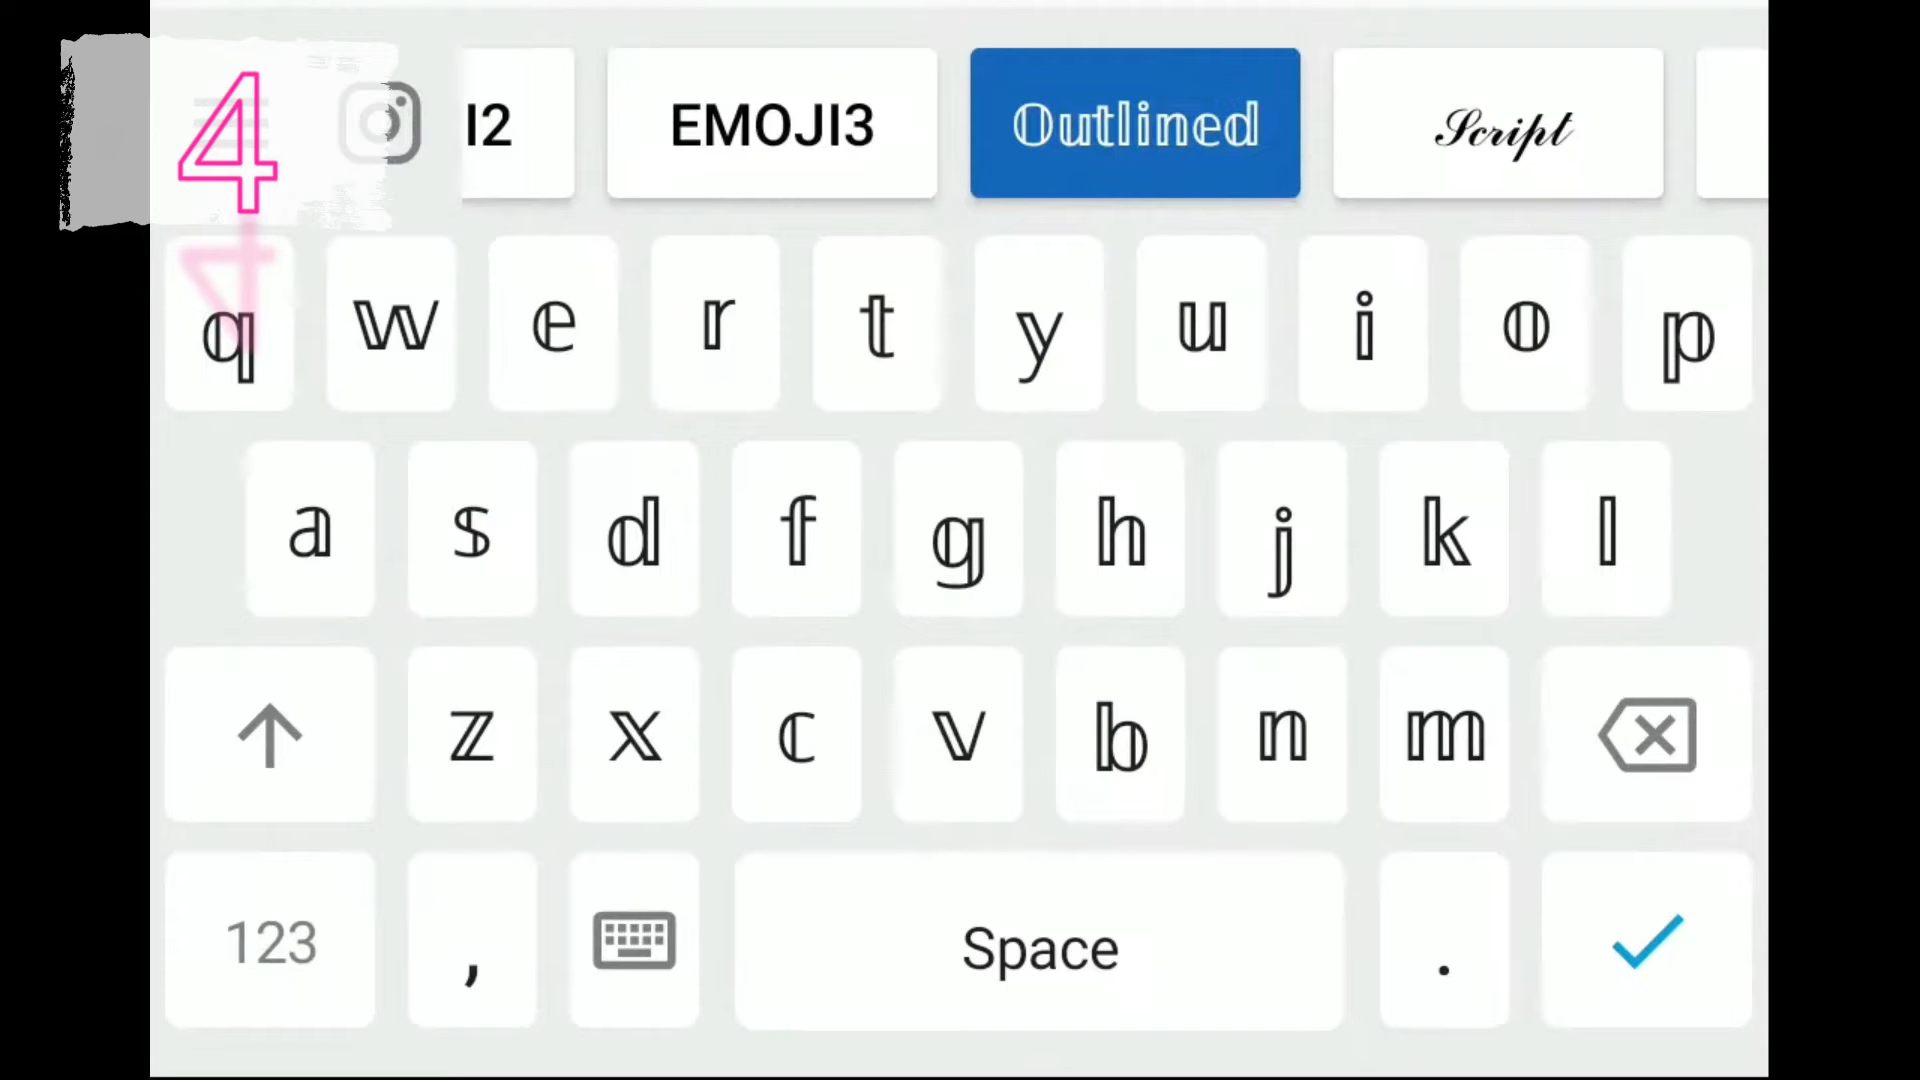 4
I2 EMOJI3 𝕆𝕦𝕥𝕝𝕚𝕟𝕖𝕕 𝒮𝒸𝓇𝒾𝓅𝓉
𝕢 𝕨 𝕖 𝕣 𝕥 𝕪 𝕦 𝕚 𝕠 𝕡
𝕒 𝕤 𝕕 𝕗 𝕘 𝕙 𝕛 𝕜 𝕝
𝕫 𝕩 𝕔 𝕧 𝕓 𝕟 𝕞
123 , Space .